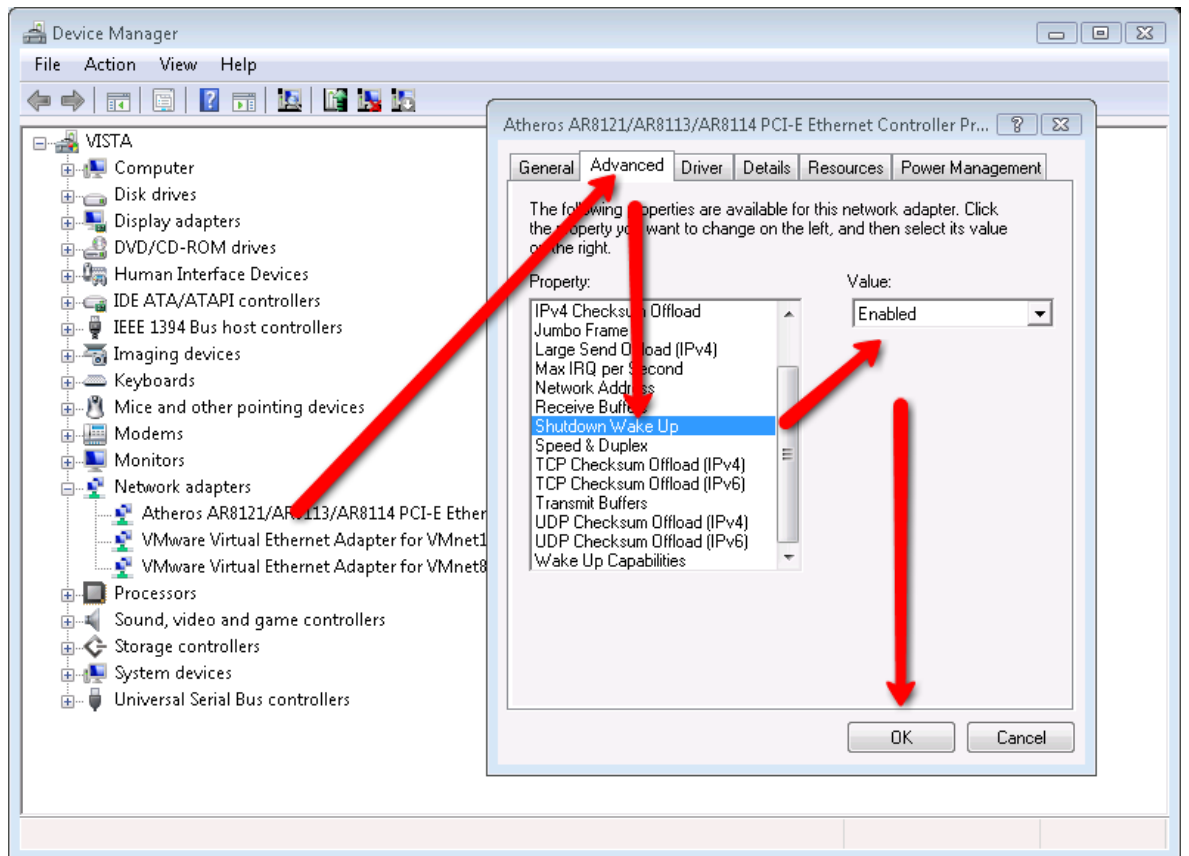 Device Manager
File Action View Help
VISTA
Computer
Disk drives
Display adapters
DVD/CD-ROM drives
Human Interface Devices
IDE ATA/ATAPI controllers
IEEE 1394 Bus host controllers
Imaging devices
Keyboards
Mice and other pointing devices
Modems
Monitors
Network adapters
Atheros AR8121/AR8113/AR8114 PCI-E Ether
VMware Virtual Ethernet Adapter for VMnet1
VMware Virtual Ethernet Adapter for VMnet8
Processors
Sound, video and game controllers
Storage controllers
System devices
Universal Serial Bus controllers
Atheros AR8121/AR8113/AR8114 PCI-E Ethernet Controller Pr...
General Advanced Driver Details Resources Power Management
The following properties are available for this network adapter. Click
the property you want to change on the left, and then select its value
on the right.
Property:
IPv4 Checksum Offload
Jumbo Frame
Large Send Offload (IPv4)
Max IRQ per Second
Network Address
Receive Buffers
Shutdown Wake Up
Speed & Duplex
TCP Checksum Offload (IPv4)
TCP Checksum Offload (IPv6)
Transmit Buffers
UDP Checksum Offload (IPv4)
UDP Checksum Offload (IPv6)
Wake Up Capabilities
Value:
Enabled
OK Cancel